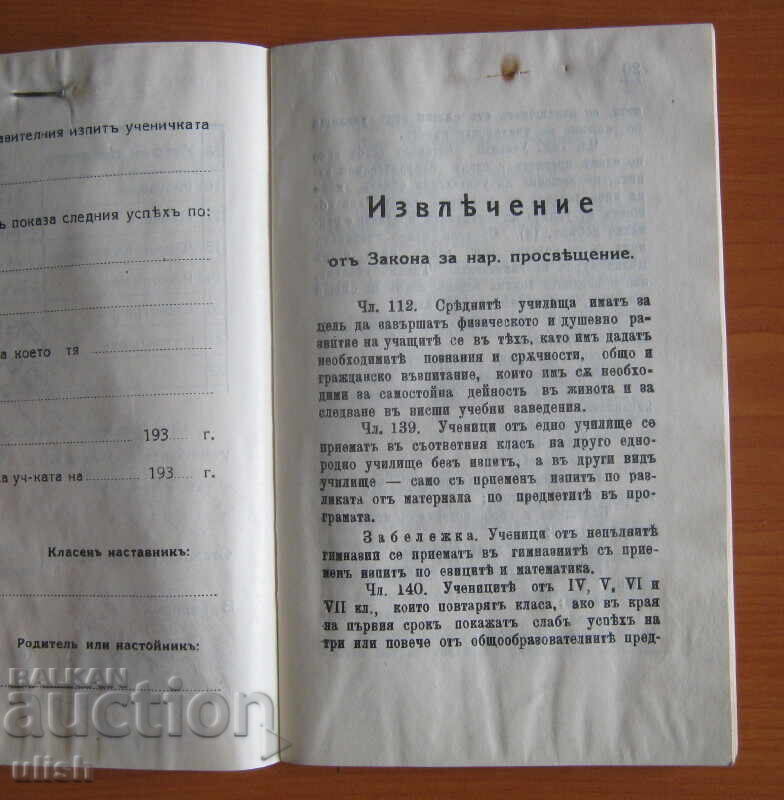 изпитъ ученичката
показа следния успѣхъ по:
което тя
193 г.
уч-ката на 193 г.
Класенъ наставникъ:
Родитель или настойникъ:
Извлѣчение
отъ Закона за нар. просвѣщение.
Чл. 112. Срѣднитѣ училища иматъ за
цель да завършатъ физическото и душевно раз-
витие на учащитѣ се въ тѣхъ, като имъ дадатъ
необходимитѣ познания и срѫчности, общо и
гражданско възпитание, които имъ сѫ необхо-
дими за самостойна дейность въ живота и за
следване въ висши учебни заведения.
Чл. 139. Ученици отъ едно училище се
приематъ въ съответния класъ на друго едно-
родно училище безъ изпитъ, а въ други видъ
училище — само съ приеменъ изпитъ по раз-
ликата отъ материала по предметитѣ въ про-
грамата.
Забележка. Ученици отъ непълнитѣ
гимназии се приематъ въ гимназиитѣ съ прие-
менъ изпитъ по езицитѣ и математика.
Чл. 140. Ученицитѣ отъ IV, V, VI и
VII кл., които повтарятъ класа, ако въ края
на първия срокъ покажатъ слабъ успѣхъ на
три или повече отъ общообразователнитѣ пред-
BALKAN
auction
ulish